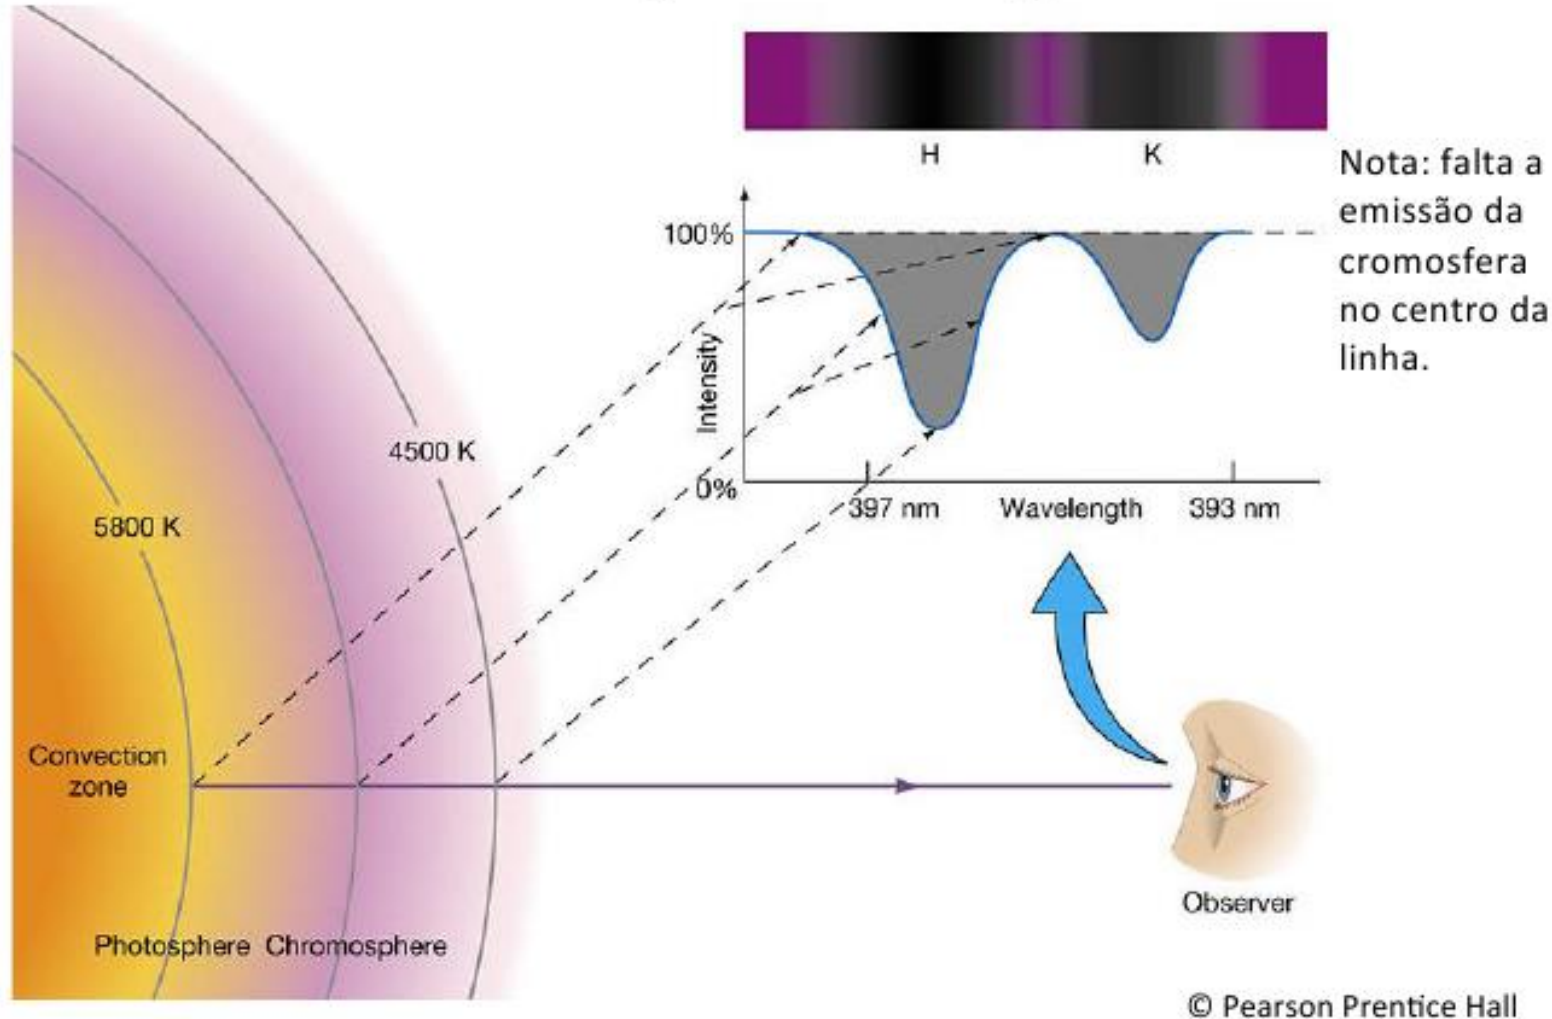 H
K
Nota: falta a
emissão da
cromosfera
no centro da
linha.
100%
Intensity
0%
397 nm
Wavelength
393 nm
4500 K
5800 K
Convection
zone
Photosphere
Chromosphere
Observer
© Pearson Prentice Hall